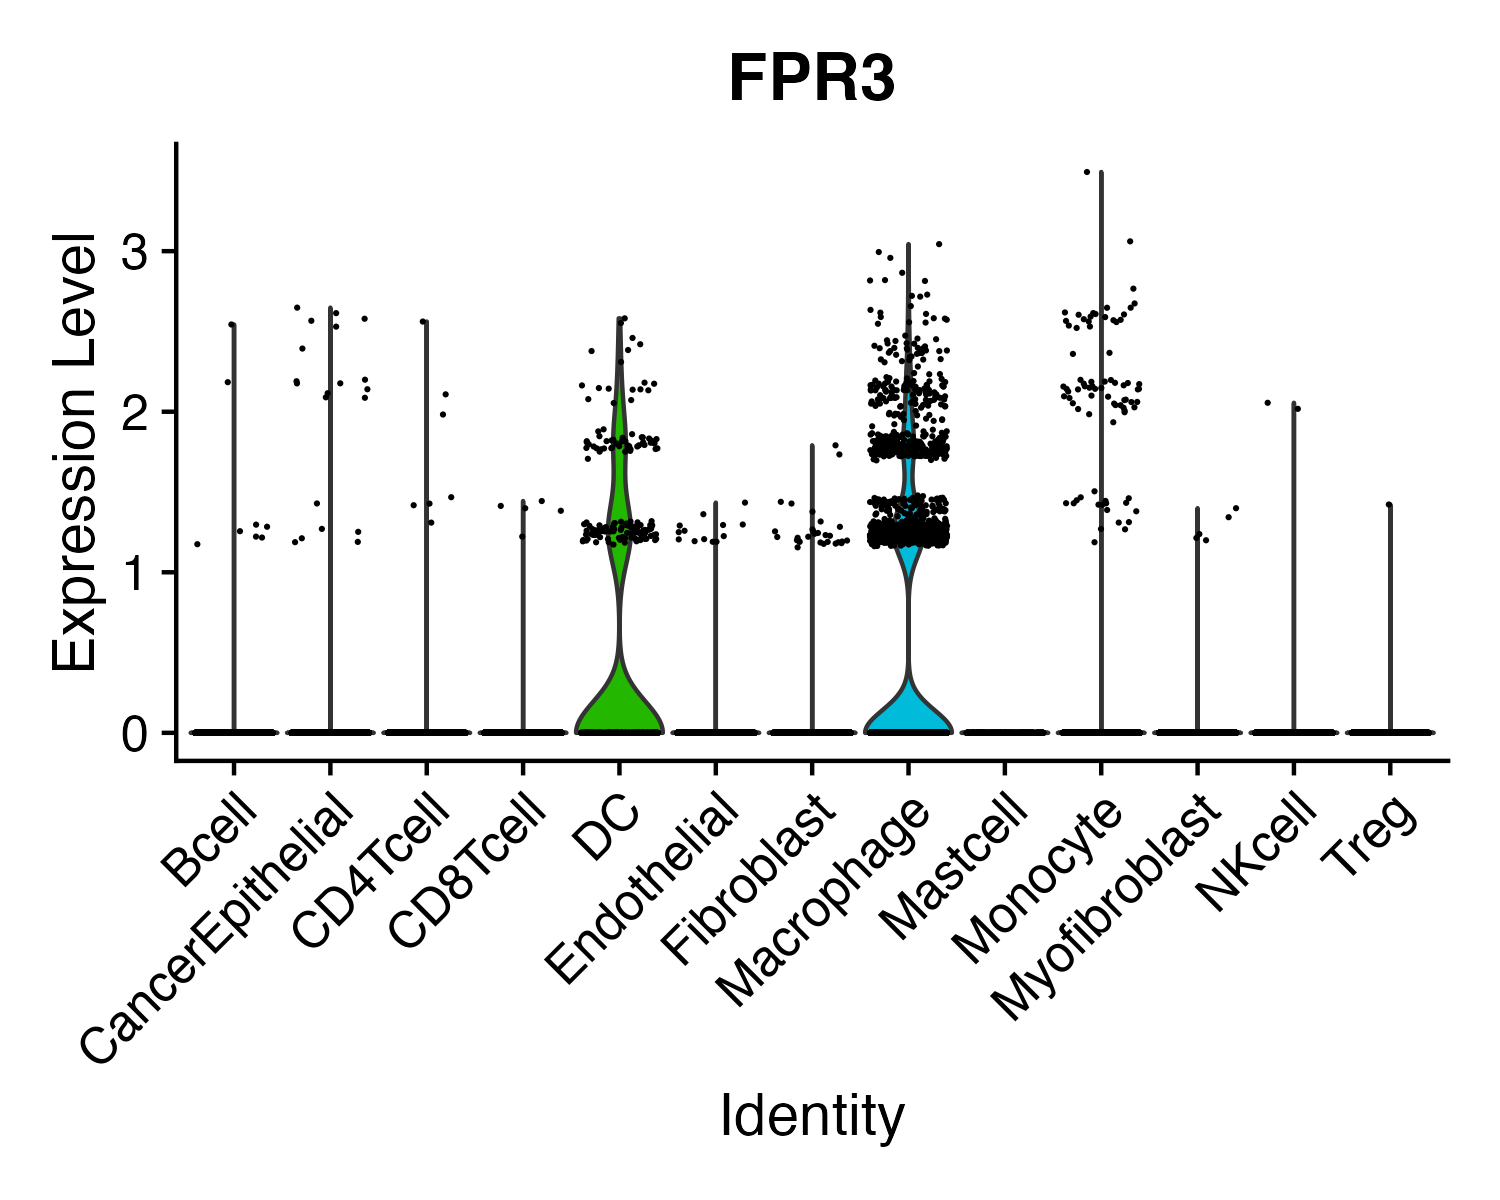 FPR3
Expression Level
3
2
1
0
Bcell
CancerEpithelial
CD4Tcell
CD8Tcell
DC
Endothelial
Fibroblast
Macrophage
Mastcell
Monocyte
Myofibroblast
NKcell
Treg
Identity